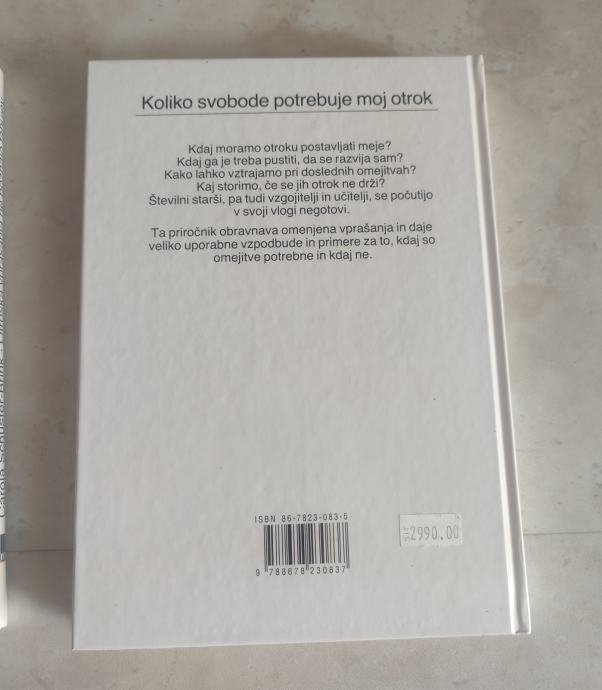 Koliko svobode potrebuje moj otrok
Kdaj moramo otroku postavljati meje?
Kdaj ga je treba pustiti, da se razvija sam?
Kako lahko vztrajamo pri doslednih omejitvah?
Kaj storimo, če se jih otrok ne drži?
Številni starši, pa tudi vzgojitelji in učitelji, se počutijo
v svoji vlogi negotovi.
Ta priročnik obravnava omenjena vprašanja in daje
veliko uporabne vzpodbude in primere za to, kdaj so
omejitve potrebne in kdaj ne.
ISBN 86-7823-083-5
9 788678 230837
2990.00